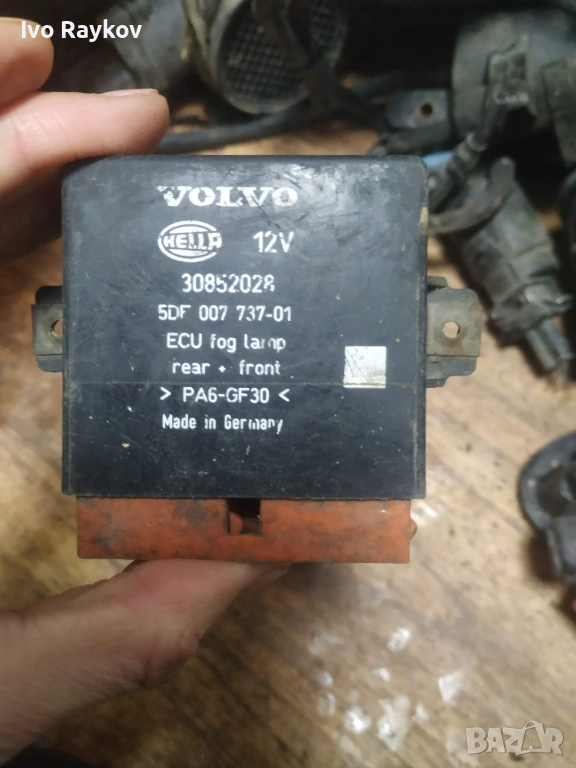 Ivo Raykov
VOLVO
HELLA 12V
30852028
5DF 007 737-01
ECU fog lamp
rear + front
> PA6-GF30 <
Made in Germany
BAZAR